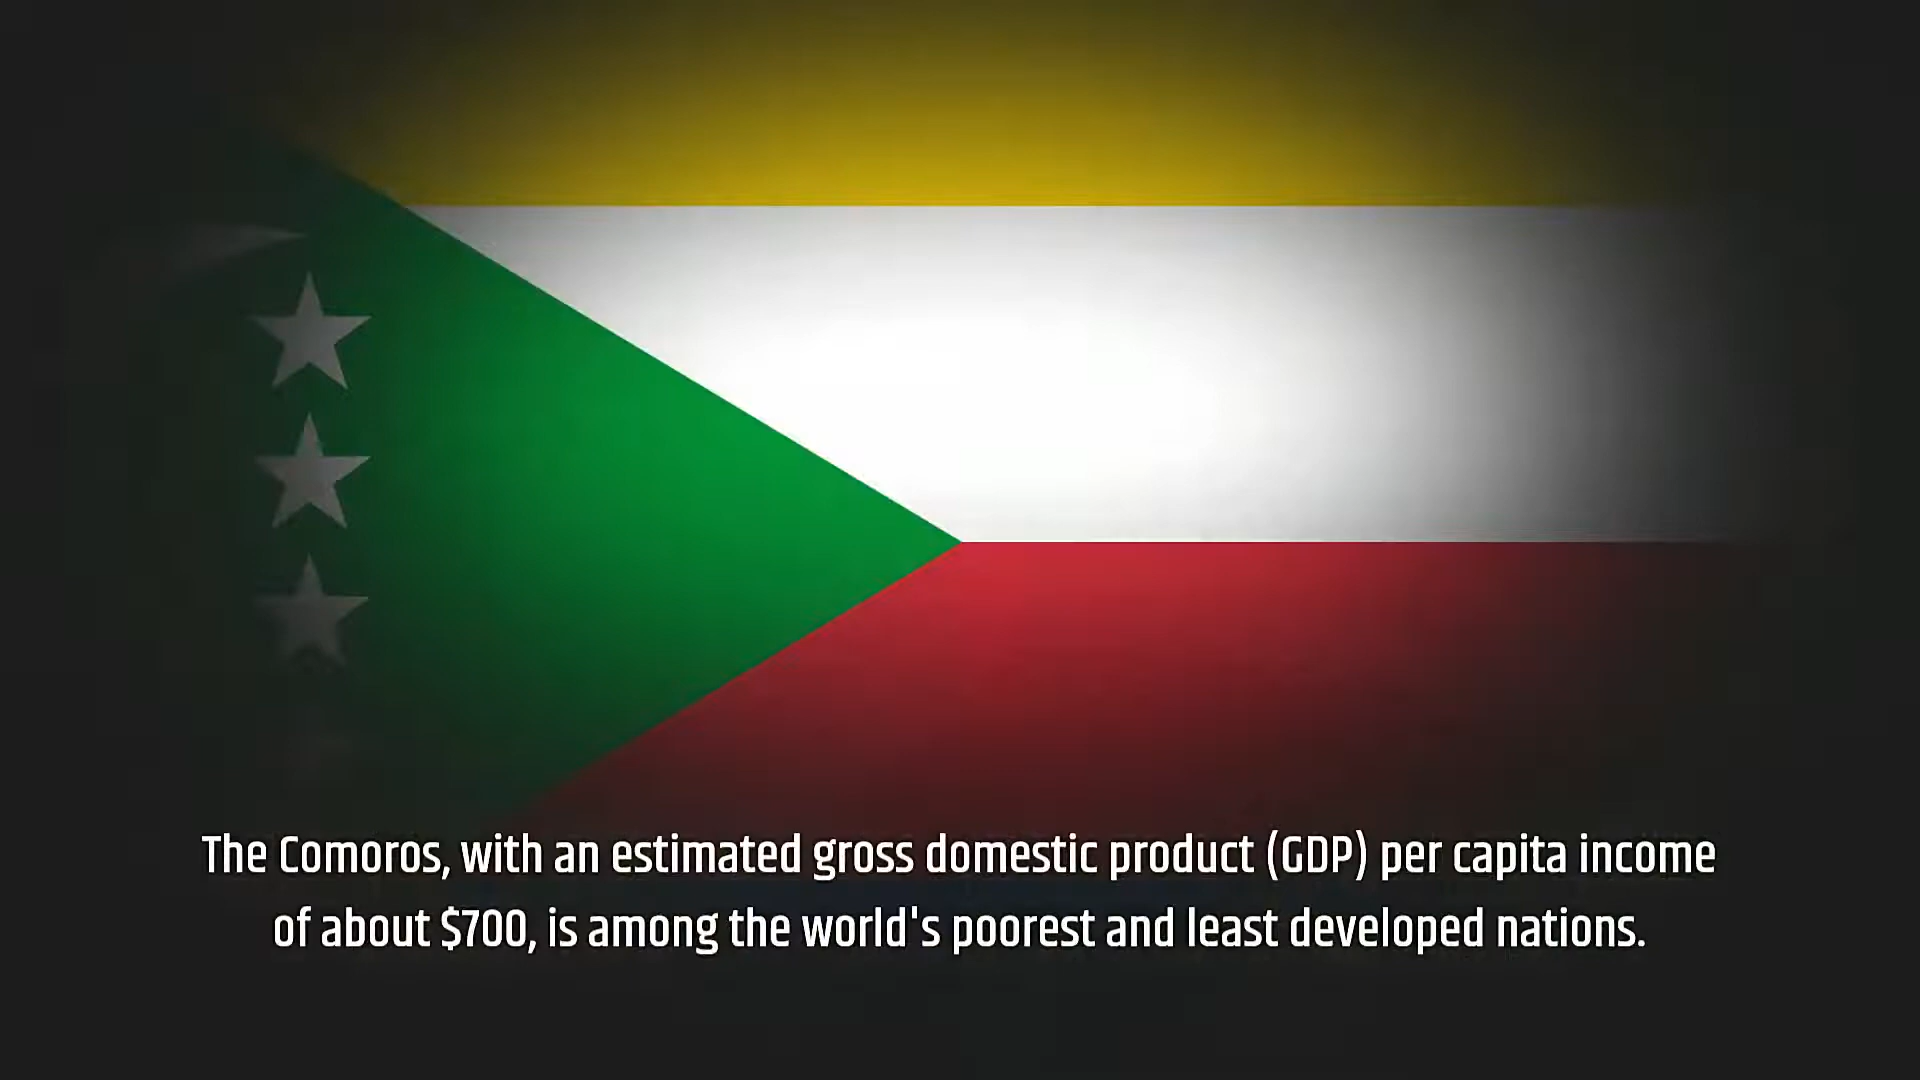 The Comoros, with an estimated gross domestic product (GDP) per capita income
of about $700, is among the world's poorest and least developed nations.